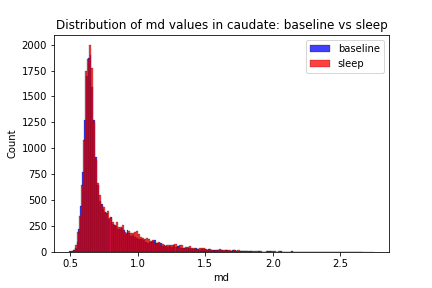 Distribution of md values in caudate: baseline vs sleep
baseline
sleep
Count
2000
1750
1500
1250
1000
750
500
250
0
0.5 1.0 1.5 2.0 2.5
md